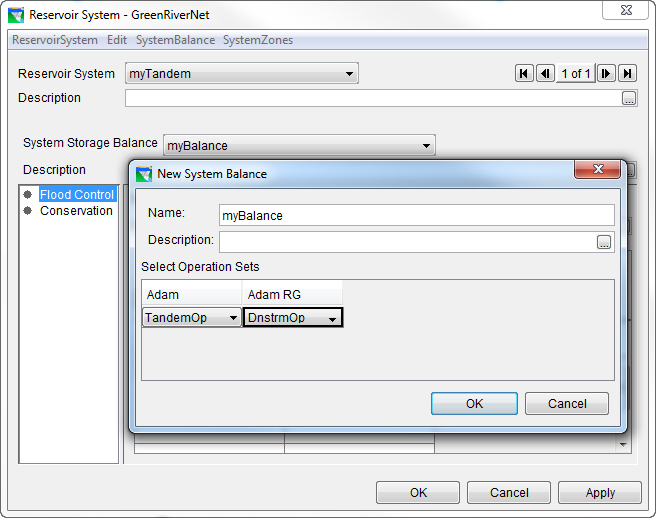 Reservoir System - GreenRiverNet
ReservoirSystem Edit SystemBalance SystemZones
Reservoir System myTandem 1 of 1
Description ...
System Storage Balance myBalance
Description
Flood Control
Conservation
New System Balance
Name: myBalance
Description: ...
Select Operation Sets
Adam Adam RG
TandemOp DnstrmOp
OK Cancel
OK Cancel Apply